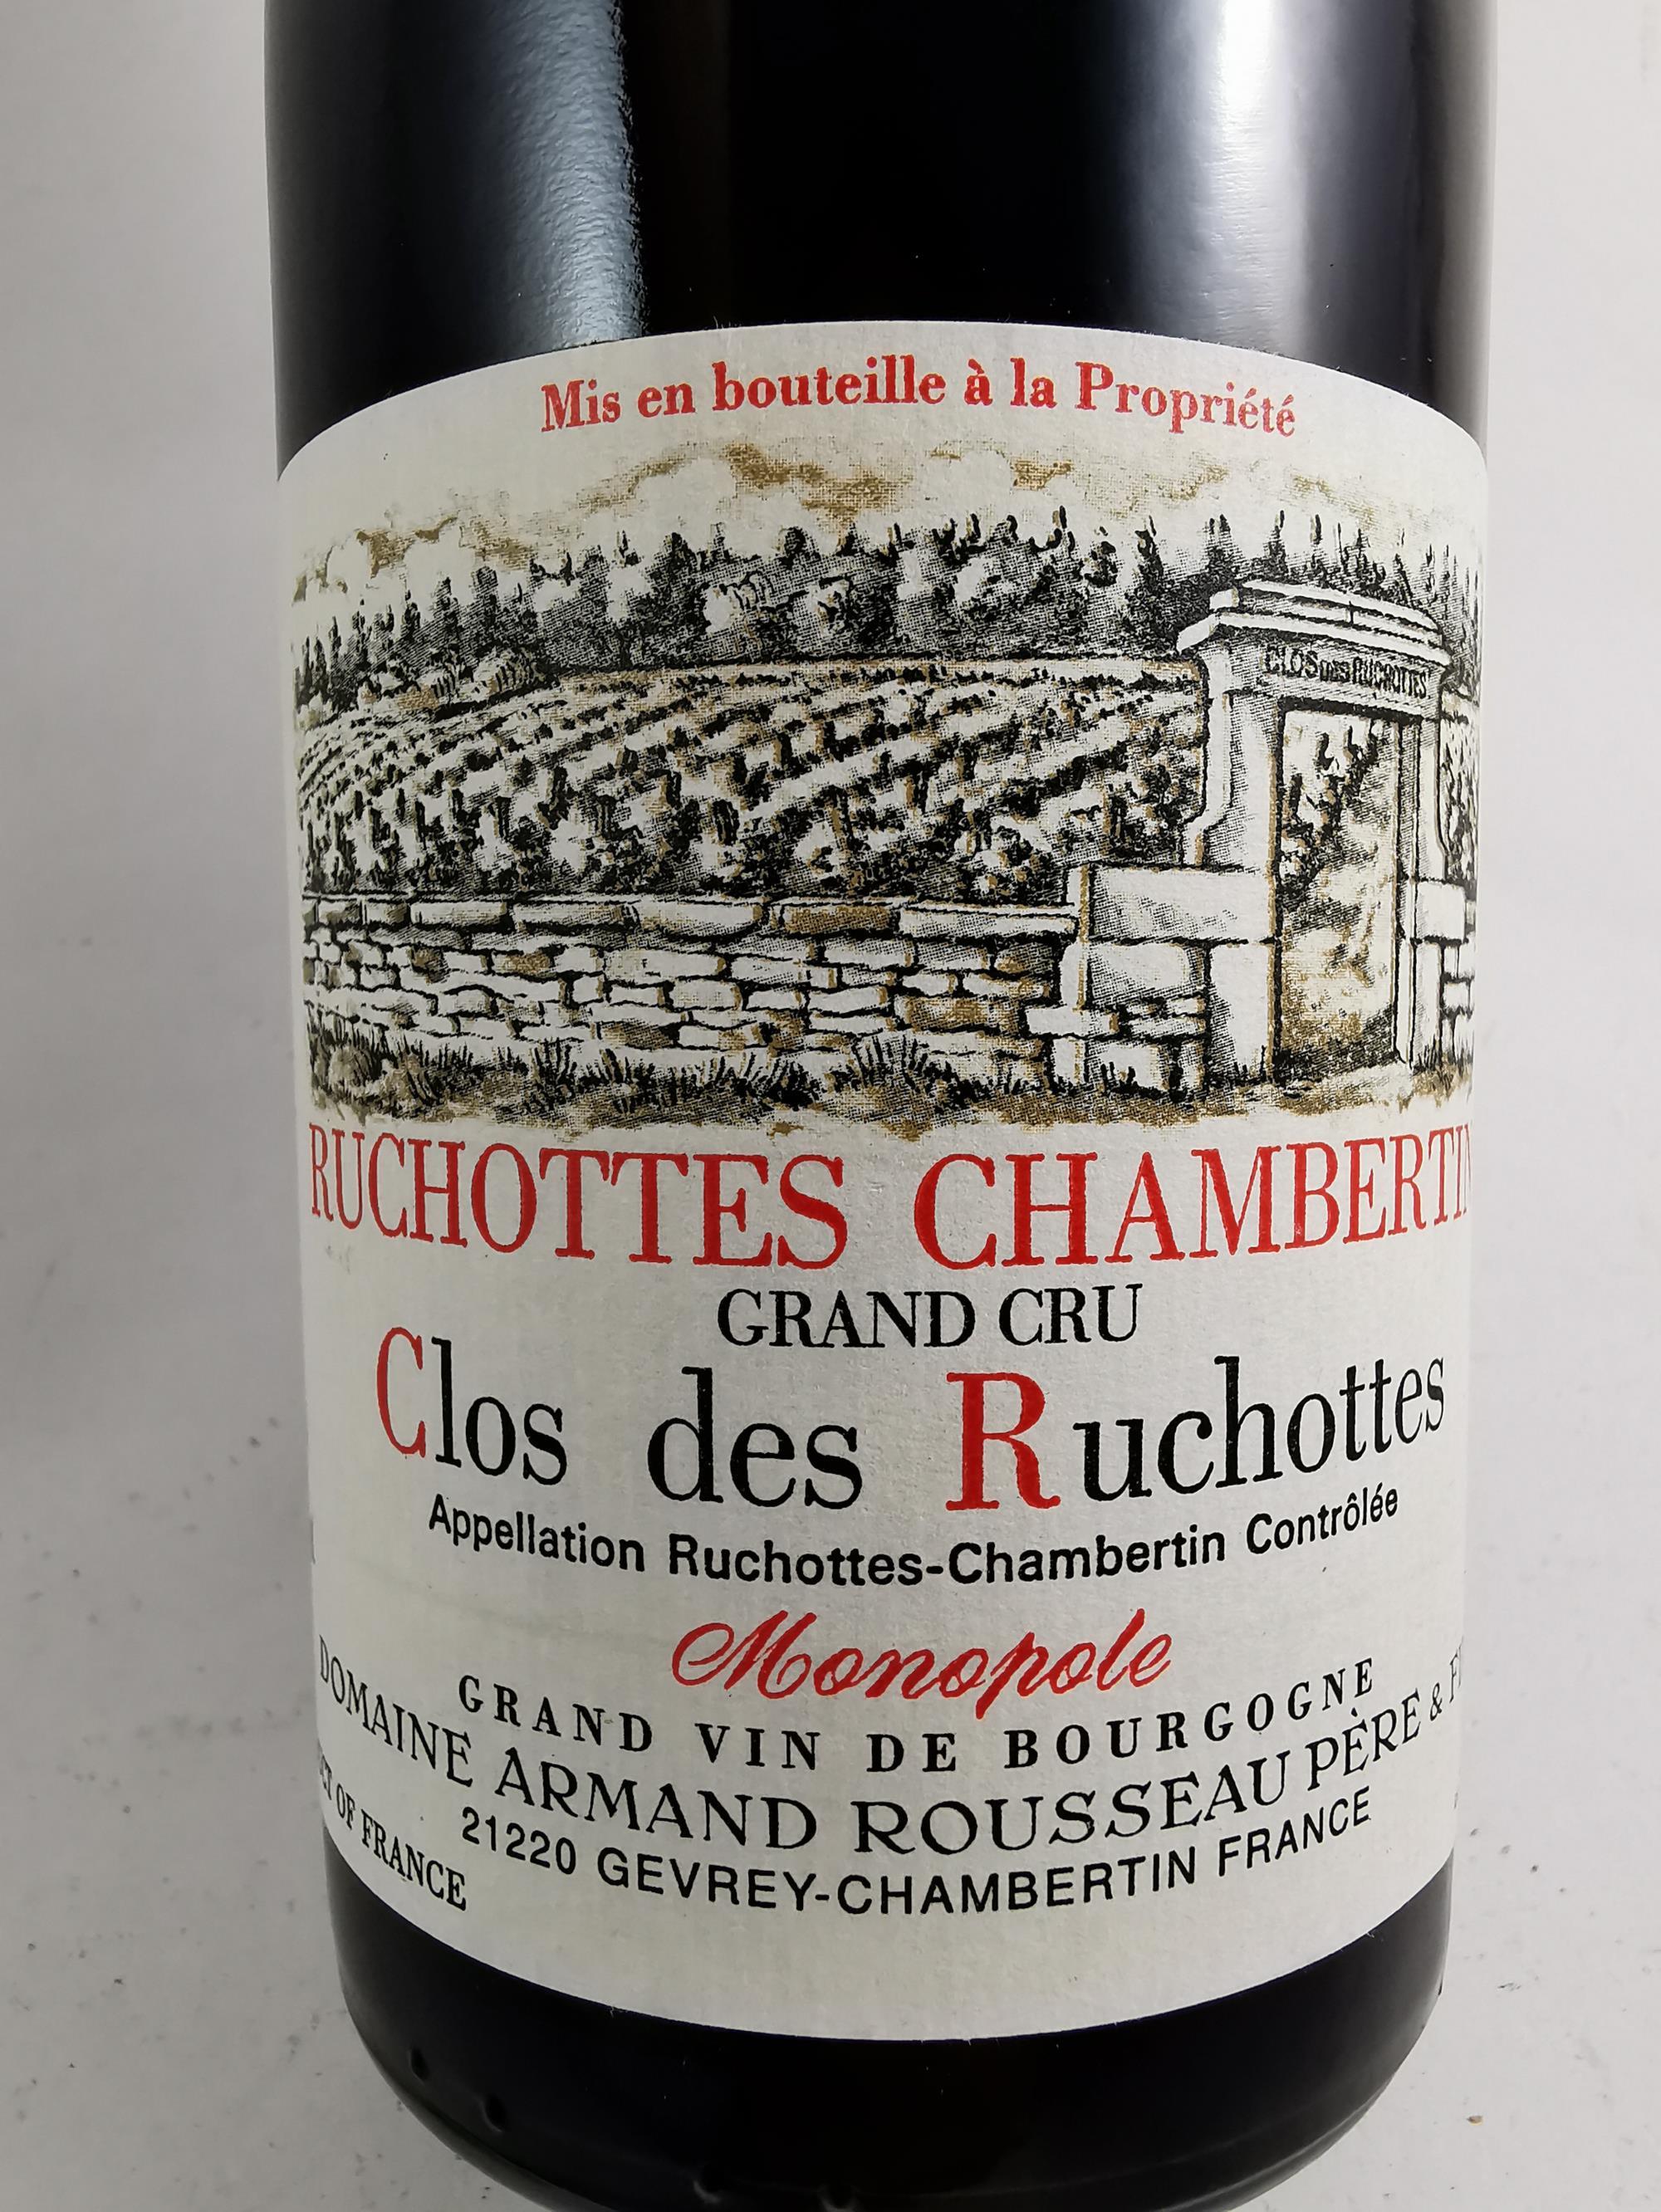 Mis en bouteille à la Propriété
CLOS DES RUCHOTTES
RUCHOTTES CHAMBERTIN
GRAND CRU
Clos des Ruchottes
Appellation Ruchottes-Chambertin Contrôlée
Monopole
GRAND VIN DE BOURGOGNE
DOMAINE ARMAND ROUSSEAU PÈRE &
21220 GEVREY-CHAMBERTIN FRANCE
OF FRANCE